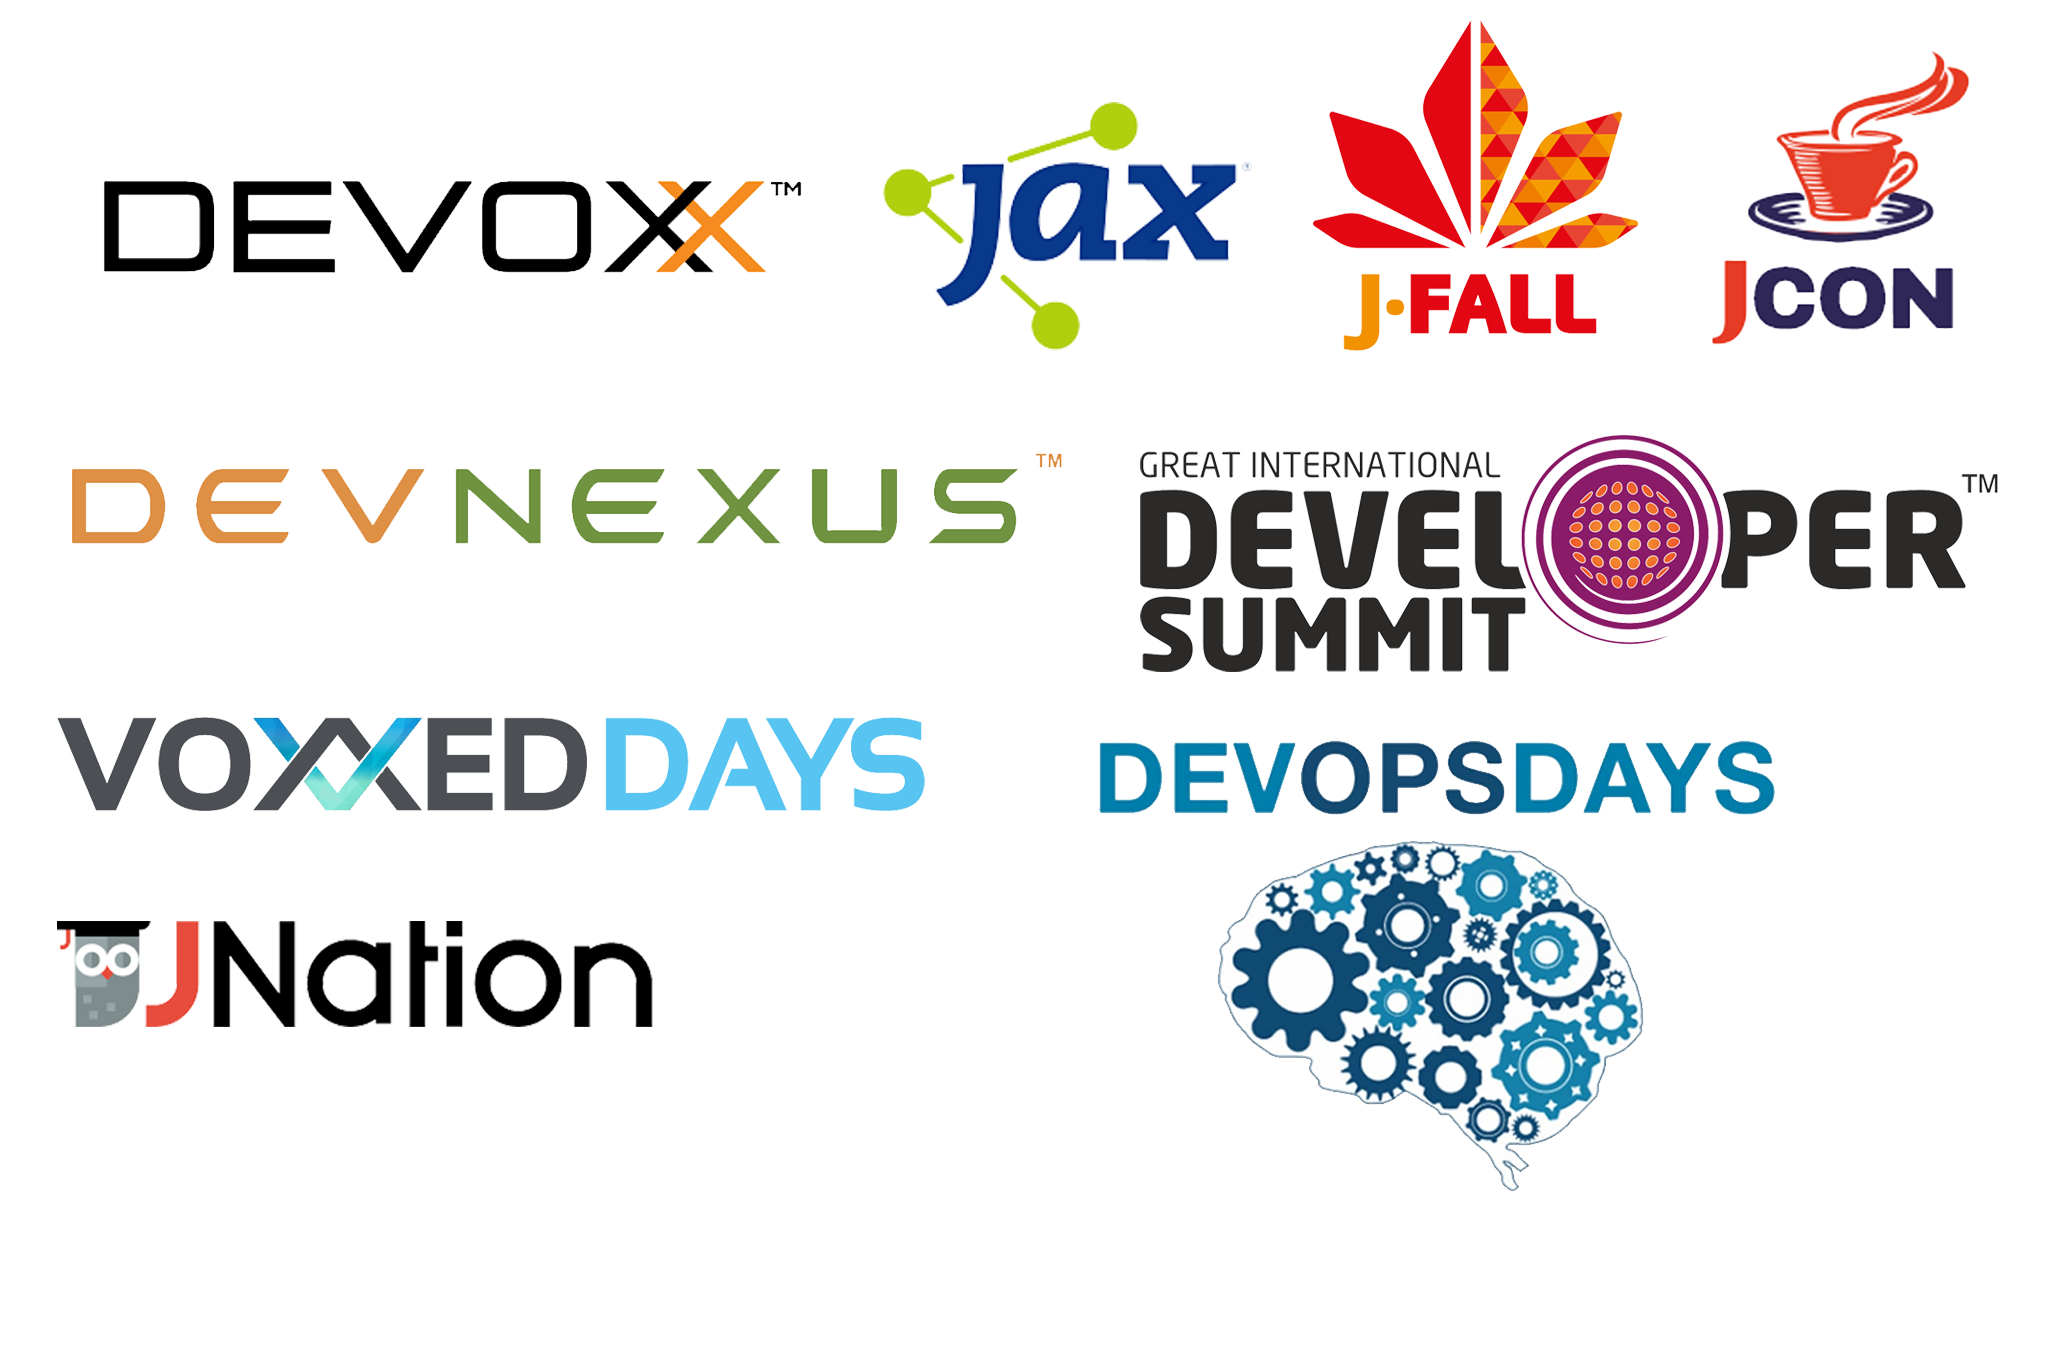 DEVOXX™
jax®
J·FALL
JCON
DEVNEXUS™
GREAT INTERNATIONAL
DEVELOPER™
SUMMIT
VOXXEDDAYS
DEVOPSDAYS
J
JNation